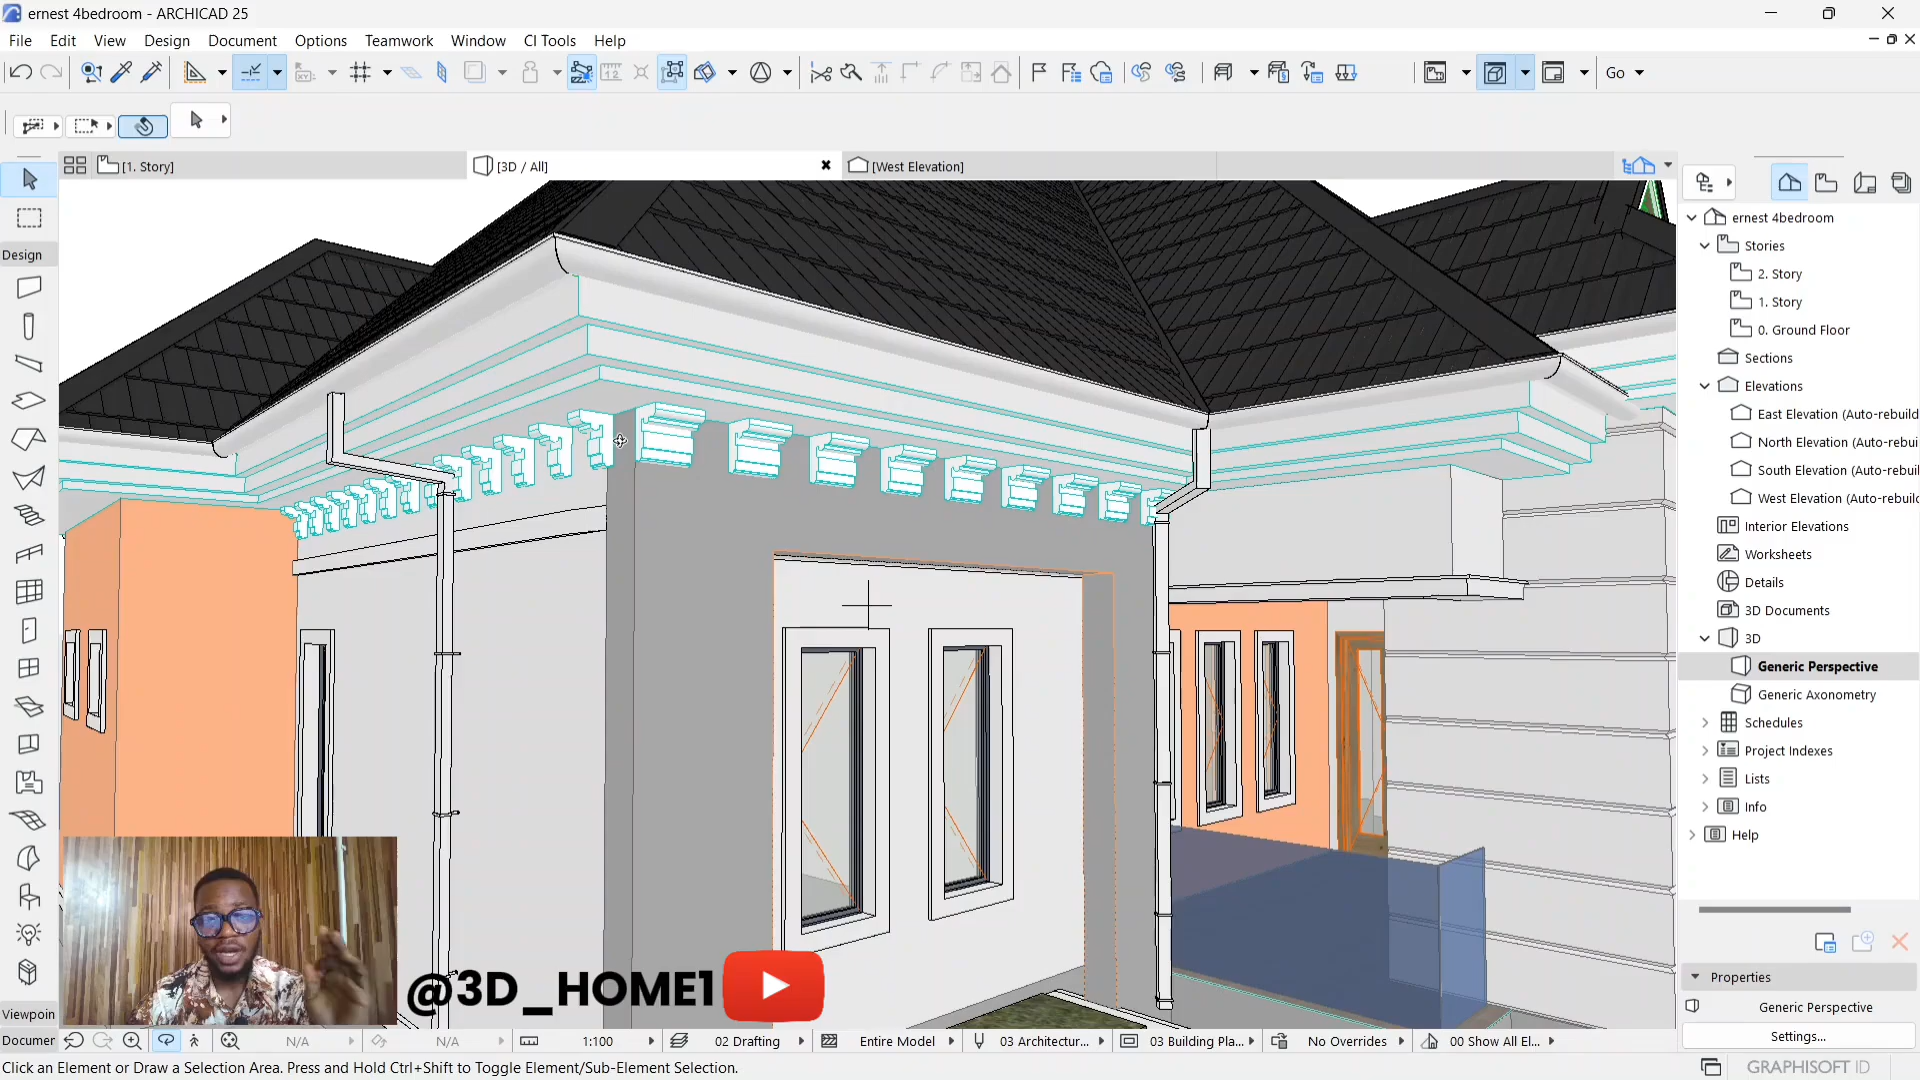 ernest 4bedroom - ARCHICAD 25
File Edit View Design Document Options Teamwork Window CI Tools Help
Go
[1. Story]
[3D / All]
[West Elevation]
Design
ernest 4bedroom
Stories
2. Story
1. Story
0. Ground Floor
Sections
Elevations
East Elevation (Auto-rebuild
North Elevation (Auto-rebui
South Elevation (Auto-rebuil
West Elevation (Auto-rebuild
Interior Elevations
Worksheets
Details
3D Documents
3D
Generic Perspective
Generic Axonometry
Schedules
Project Indexes
Lists
Info
Help
Properties
Generic Perspective
Settings...
@3D_HOME1
Viewpoin
Documer
N/A
N/A
1:100
02 Drafting
Entire Model
03 Architectur...
03 Building Pla...
No Overrides
00 Show All El...
Click an Element or Draw a Selection Area. Press and Hold Ctrl+Shift to Toggle Element/Sub-Element Selection.
GRAPHISOFT ID